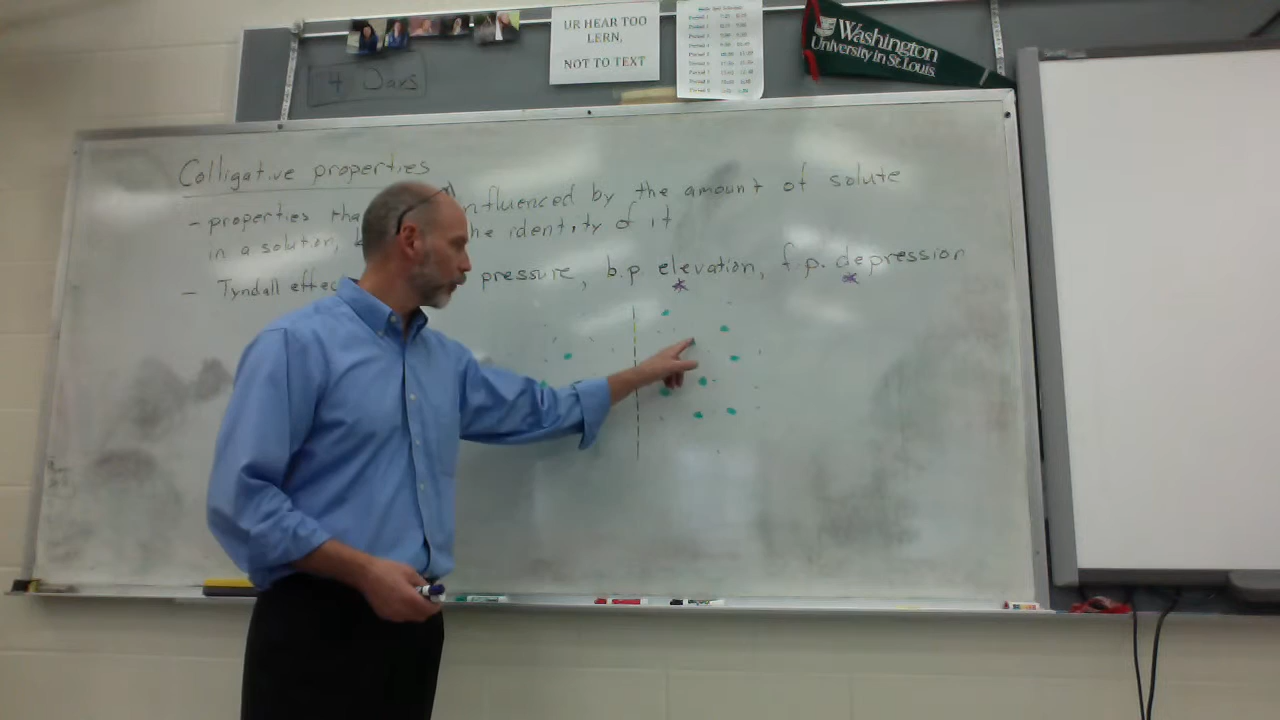 UR HEAR TOO
LERN,
NOT TO TEXT
Washington
University in St. Louis
4 Days
Colligative properties
- properties tha nfluenced by the amount of solute
in a solution, he identity of it
- Tyndall effec pressure, b.p elevation, f.p. depression